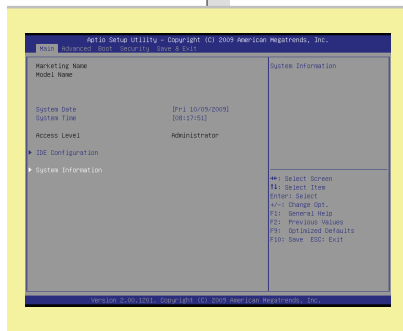 Aptio Setup Utility - Copyright (C) 2009 American Megatrends, Inc.
Main Advanced Boot Security Save & Exit
Marketing Name
Model Name
System Date [Fri 10/09/2009]
System Time [08:17:51]
Access Level Administrator
▶ IDE Configuration
▶ System Information
System Information
→←: Select Screen
↑↓: Select Item
Enter: Select
+/-: Change Opt.
F1: General Help
F2: Previous Values
F9: Optimized Defaults
F10: Save ESC: Exit
Version 2.00.1201. Copyright (C) 2009 American Megatrends, Inc.